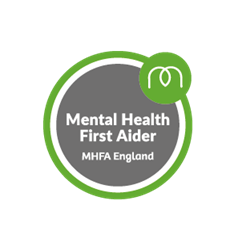 Mental Health
First Aider
MHFA England